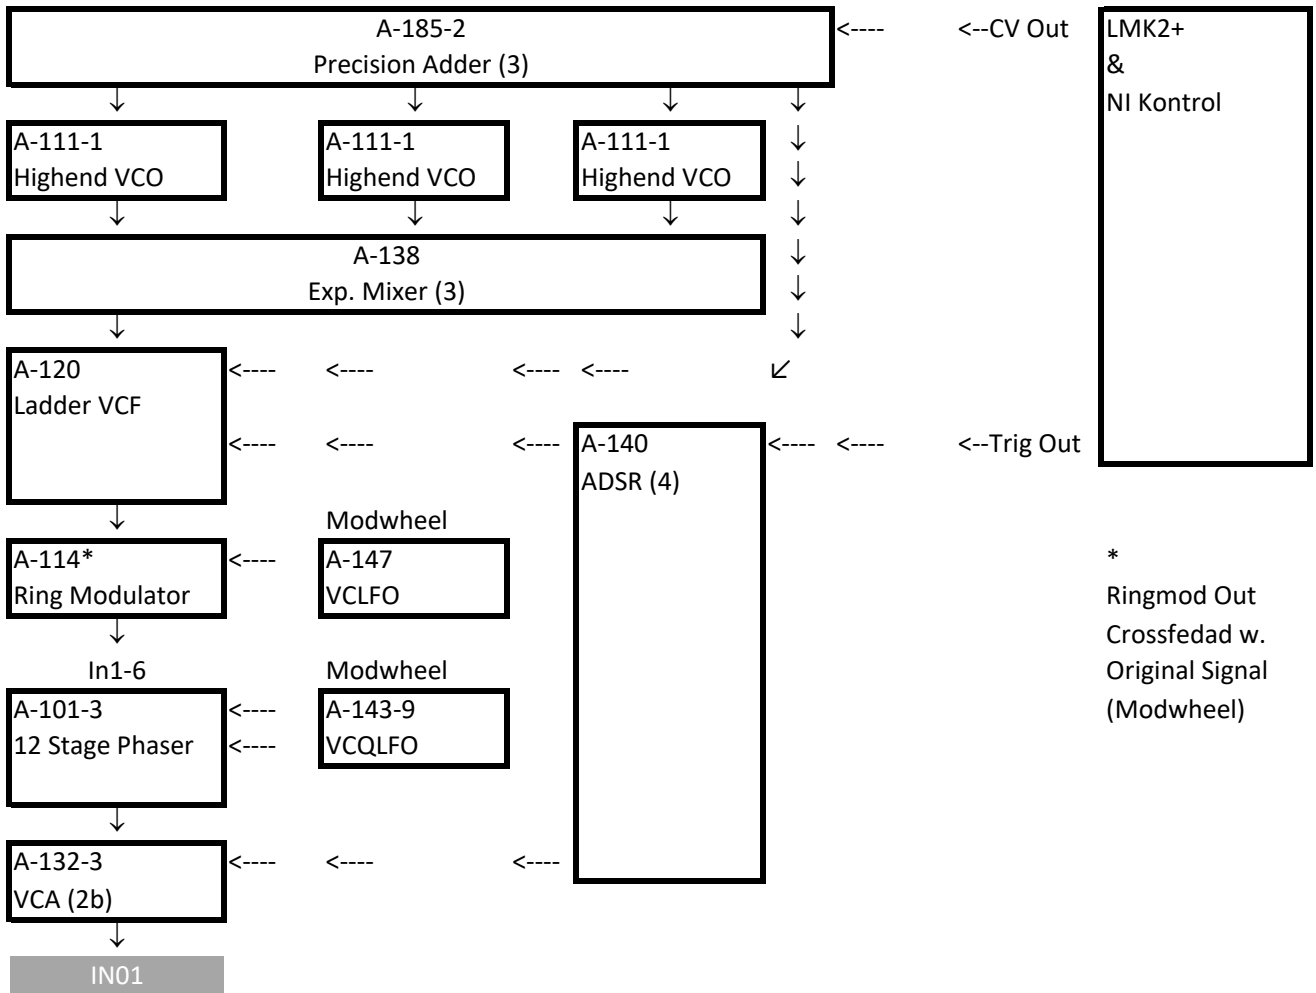 A-185-2 <---- <--CV Out LMK2+
Precision Adder (3) &
↓ ↓ ↓ ↓ NI Kontrol
A-111-1 A-111-1 A-111-1 ↓
Highend VCO Highend VCO Highend VCO ↓
↓ ↓ ↓ ↓
A-138 ↓
Exp. Mixer (3) ↓
↓ ↓
A-120 <---- <---- <---- <---- ↙
Ladder VCF
<---- <---- <---- A-140 <---- <---- <--Trig Out
ADSR (4)
↓ Modwheel
A-114* <---- A-147 *
Ring Modulator VCLFO Ringmod Out
↓ Crossfedad w.
In1-6 Modwheel Original Signal
A-101-3 <---- A-143-9 (Modwheel)
12 Stage Phaser <---- VCQLFO
↓
A-132-3 <---- <---- <----
VCA (2b)
↓
IN01